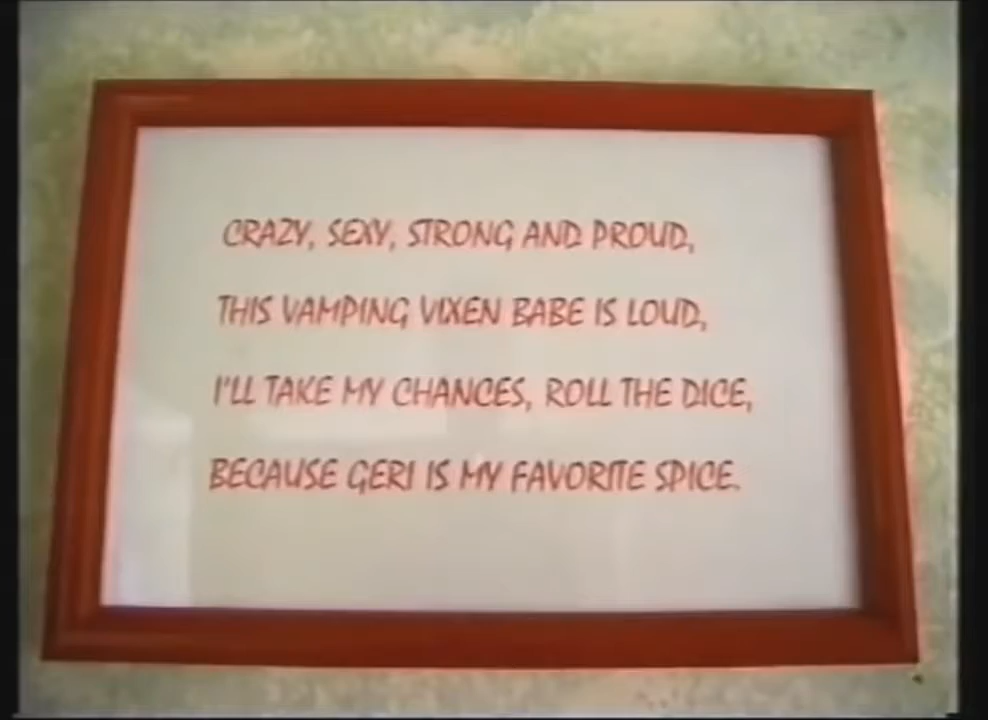 CRAZY, SEXY, STRONG AND PROUD,
THIS VAMPING VIXEN BABE IS LOUD,
I'LL TAKE MY CHANCES, ROLL THE DICE,
BECAUSE GERI IS MY FAVORITE SPICE.